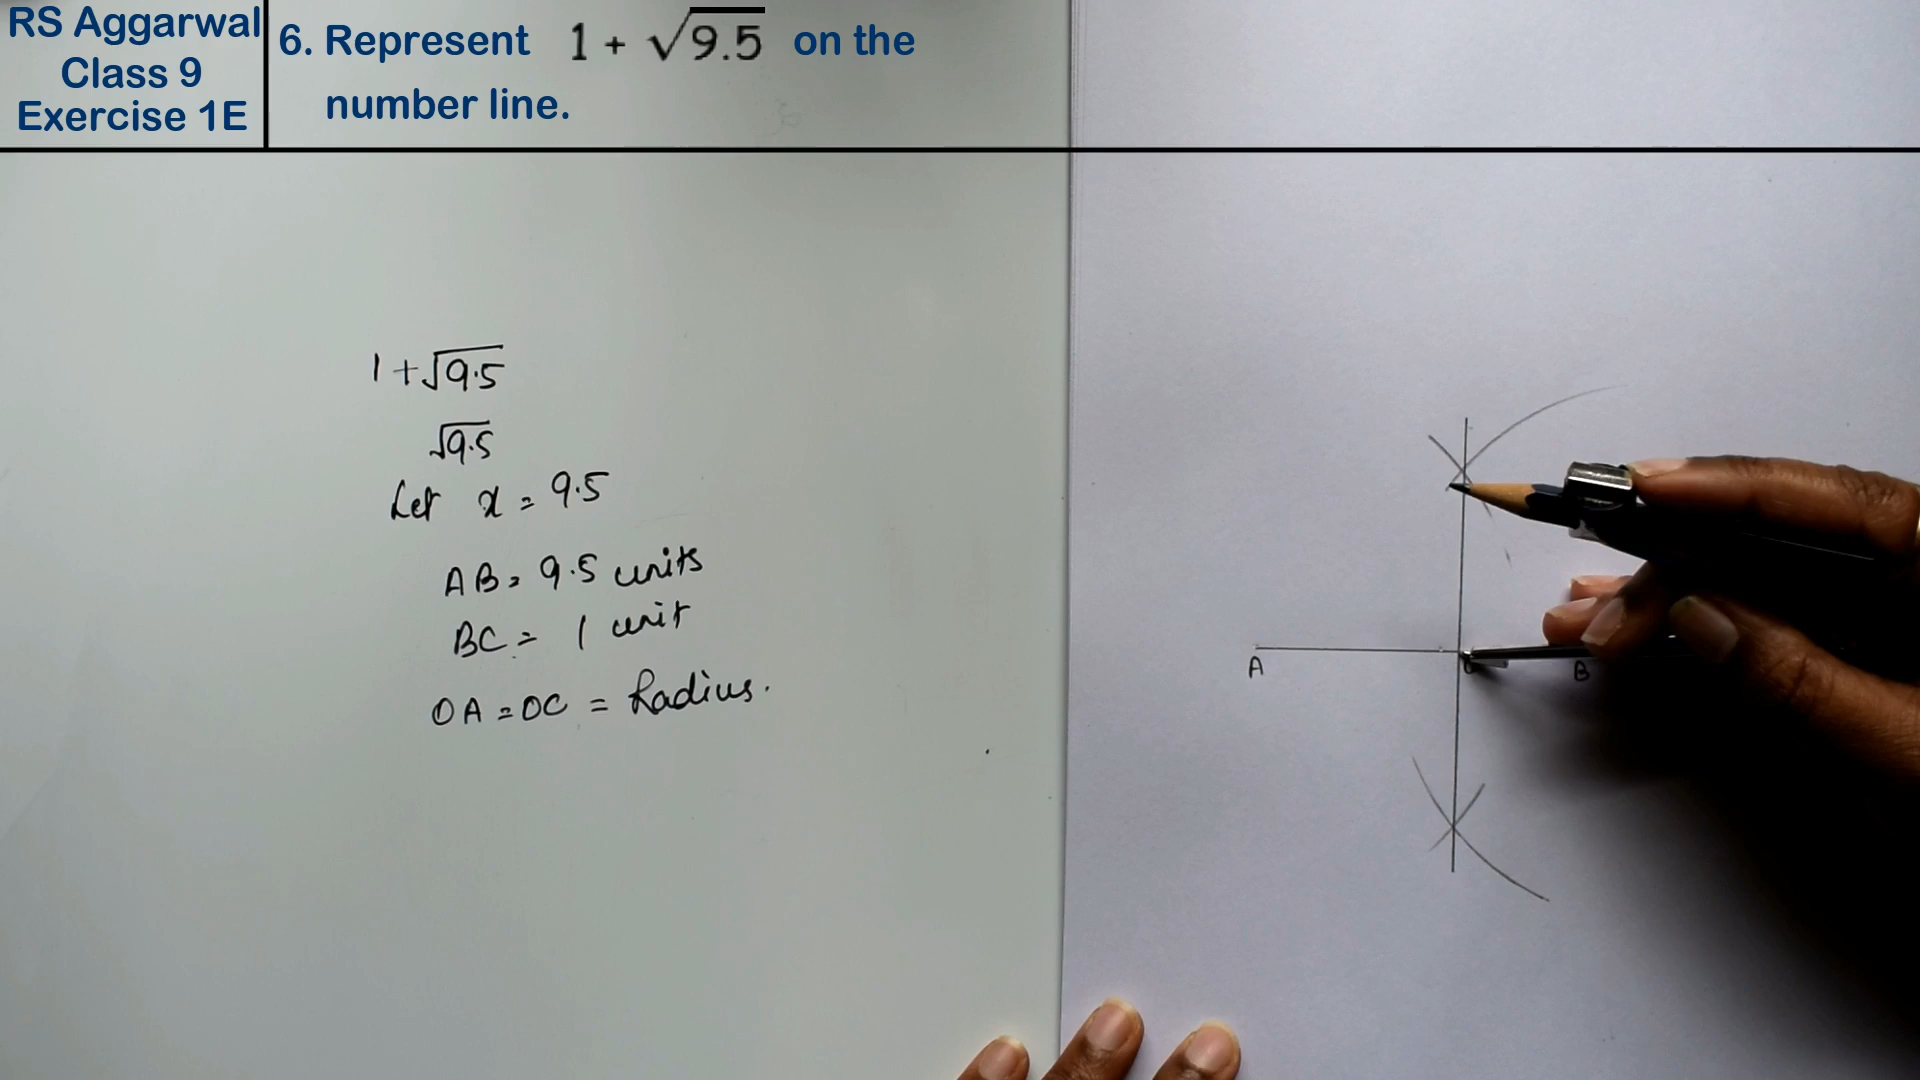 RS Aggarwal
Class 9
Exercise 1E
6. Represent 1 + √9.5 on the
number line.
1 + √9.5
√9.5
Let x = 9.5
AB = 9.5 units
BC = 1 unit
OA = OC = Radius.
A
B